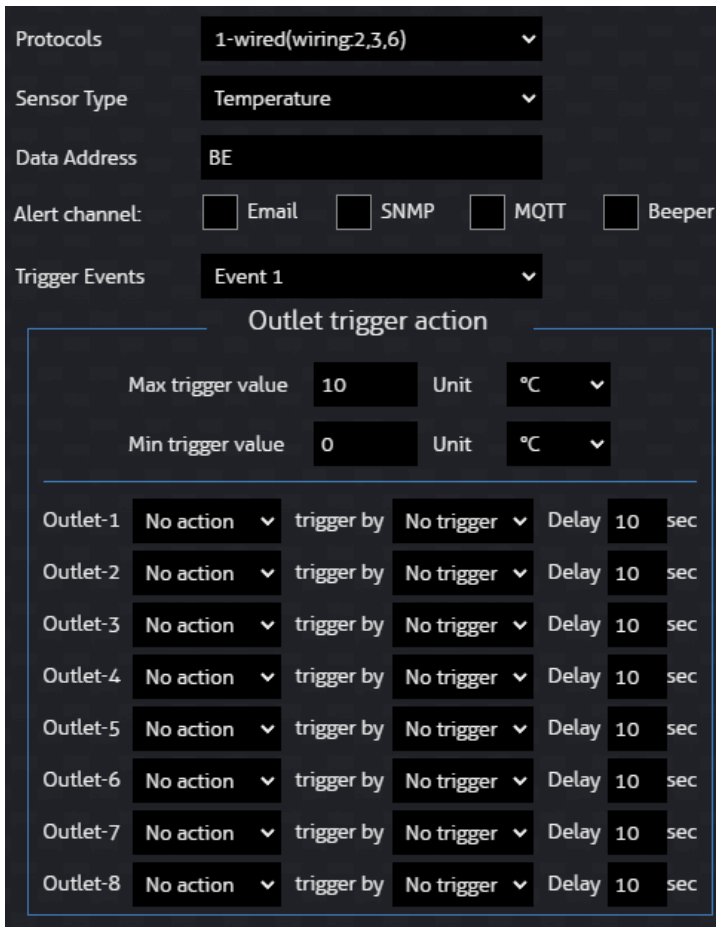 Protocols 1-wired(wiring:2,3,6)
Sensor Type Temperature
Data Address BE
Alert channel: Email SNMP MQTT Beeper
Trigger Events Event 1
Outlet trigger action
Max trigger value 10 Unit °C
Min trigger value 0 Unit °C
Outlet-1 No action trigger by No trigger Delay 10 sec
Outlet-2 No action trigger by No trigger Delay 10 sec
Outlet-3 No action trigger by No trigger Delay 10 sec
Outlet-4 No action trigger by No trigger Delay 10 sec
Outlet-5 No action trigger by No trigger Delay 10 sec
Outlet-6 No action trigger by No trigger Delay 10 sec
Outlet-7 No action trigger by No trigger Delay 10 sec
Outlet-8 No action trigger by No trigger Delay 10 sec